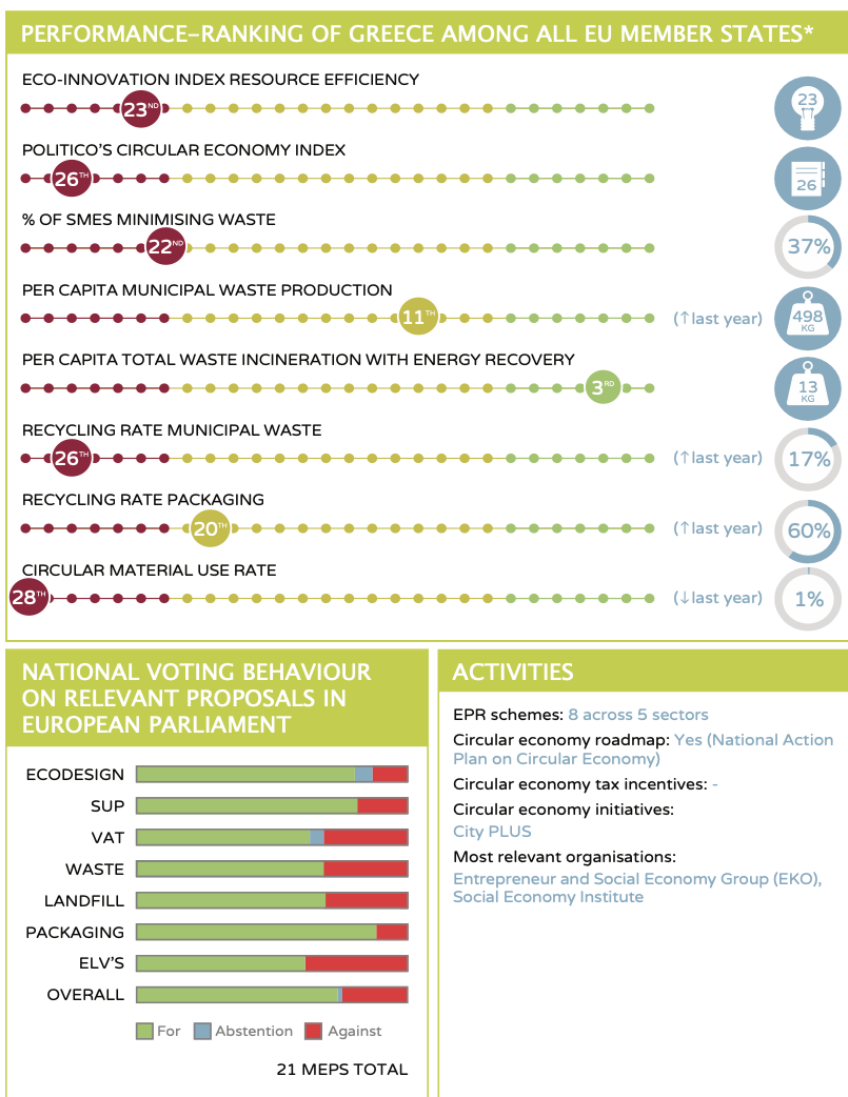 PERFORMANCE-RANKING OF GREECE AMONG ALL EU MEMBER STATES*
ECO-INNOVATION INDEX RESOURCE EFFICIENCY
23ND
23
POLITICO'S CIRCULAR ECONOMY INDEX
26TH
26
% OF SMES MINIMISING WASTE
22ND
37%
PER CAPITA MUNICIPAL WASTE PRODUCTION
11TH
(↑last year)
498
KG
PER CAPITA TOTAL WASTE INCINERATION WITH ENERGY RECOVERY
3RD
13
KG
RECYCLING RATE MUNICIPAL WASTE
26TH
(↑last year)
17%
RECYCLING RATE PACKAGING
20TH
(↑last year)
60%
CIRCULAR MATERIAL USE RATE
28TH
(↓last year)
1%
NATIONAL VOTING BEHAVIOUR
ON RELEVANT PROPOSALS IN
EUROPEAN PARLIAMENT
ECODESIGN
SUP
VAT
WASTE
LANDFILL
PACKAGING
ELV'S
OVERALL
For Abstention Against
21 MEPS TOTAL
ACTIVITIES
EPR schemes: 8 across 5 sectors
Circular economy roadmap: Yes (National Action
Plan on Circular Economy)
Circular economy tax incentives: -
Circular economy initiatives:
City PLUS
Most relevant organisations:
Entrepreneur and Social Economy Group (EKO),
Social Economy Institute